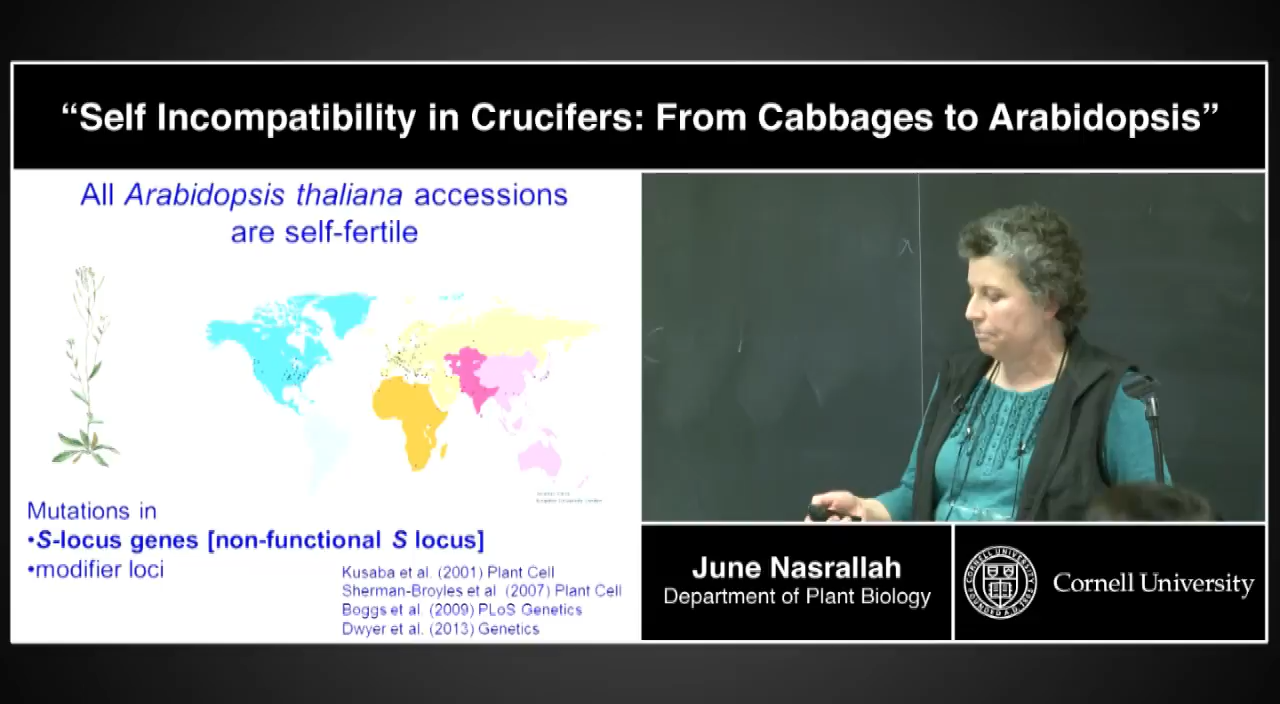 “Self Incompatibility in Crucifers: From Cabbages to Arabidopsis”
All Arabidopsis thaliana accessions
are self-fertile
Mutations in
•S-locus genes [non-functional S locus]
•modifier loci
Kusaba et al. (2001) Plant Cell
Sherman-Broyles et al. (2007) Plant Cell
Boggs et al. (2009) PLoS Genetics
Dwyer et al. (2013) Genetics
June Nasrallah
Department of Plant Biology
Cornell University